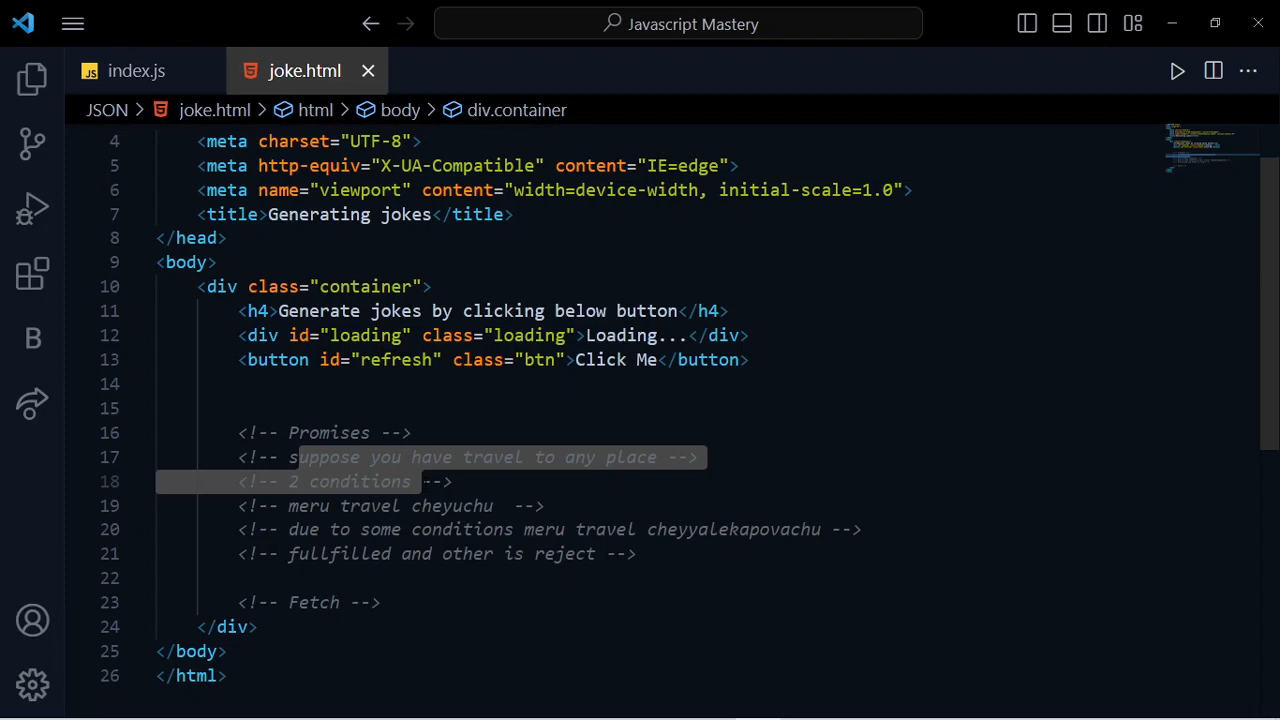 Javascript Mastery
JS index.js
joke.html
JSON > joke.html > html > body > div.container
4 <meta charset="UTF-8">
5 <meta http-equiv="X-UA-Compatible" content="IE=edge">
6 <meta name="viewport" content="width=device-width, initial-scale=1.0">
7 <title>Generating jokes</title>
8 </head>
9 <body>
10 <div class="container">
11 <h4>Generate jokes by clicking below button</h4>
12 <div id="loading" class="loading">Loading...</div>
13 <button id="refresh" class="btn">Click Me</button>
14
15
16 <!-- Promises -->
17 <!-- suppose you have travel to any place -->
18 <!-- 2 conditions -->
19 <!-- meru travel cheyuchu  -->
20 <!-- due to some conditions meru travel cheyyalekapovachu -->
21 <!-- fullfilled and other is reject -->
22
23 <!-- Fetch -->
24 </div>
25 </body>
26 </html>